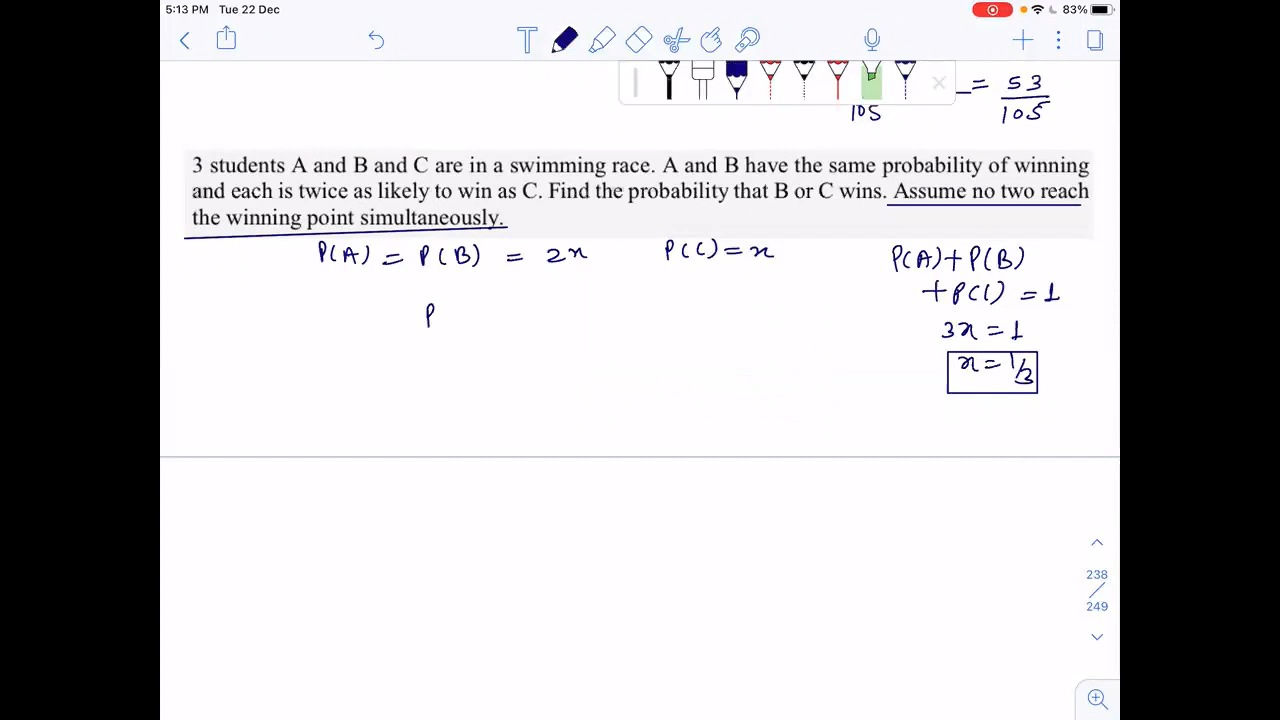 5:13 PM Tue 22 Dec
83%
T
= 53/105
105
3 students A and B and C are in a swimming race. A and B have the same probability of winning
and each is twice as likely to win as C. Find the probability that B or C wins. Assume no two reach
the winning point simultaneously.
P(A) = P(B) = 2x P(C) = x P(A)+P(B)
+P(C) = 1
3x = 1
x = 1/3
P
238
/
249